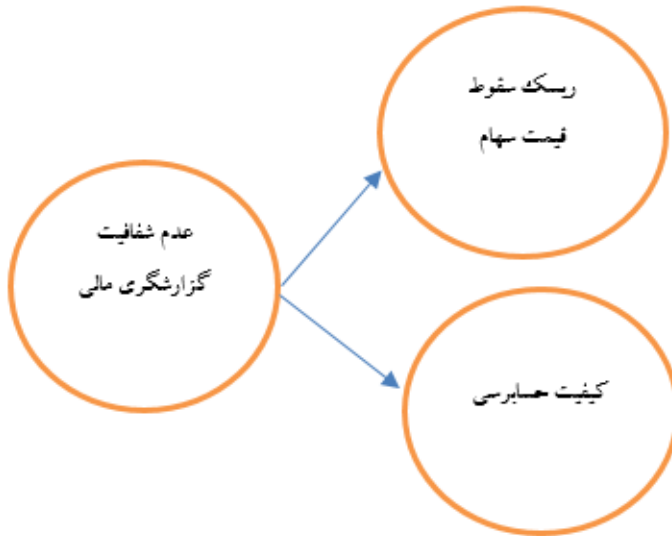 ریسک سقوط
قیمت سهام
عدم شفافیت
گزارشگری مالی
کیفیت حسابرسی